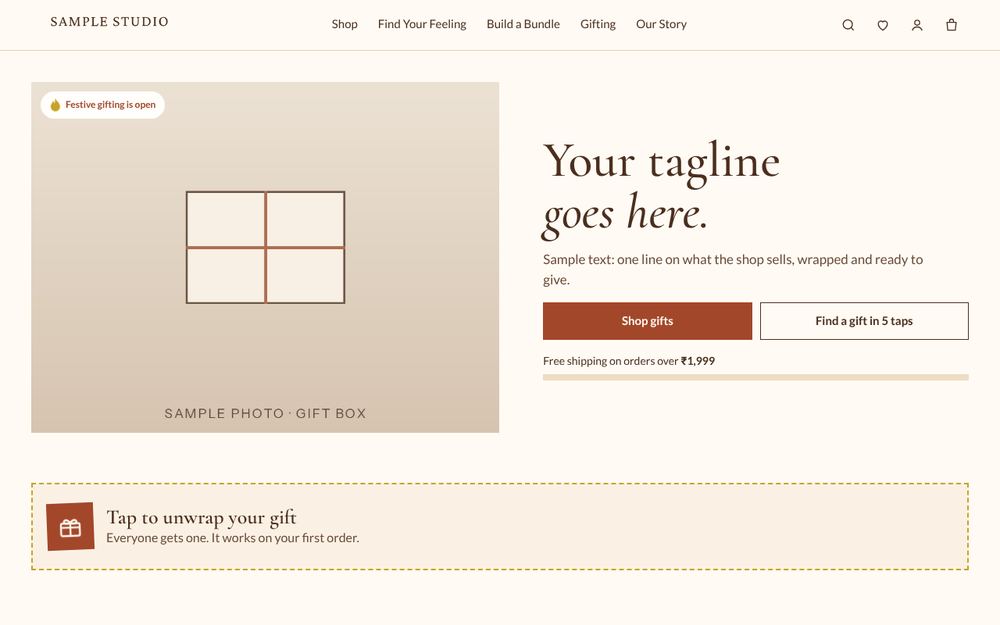 SAMPLE STUDIO
Shop Find Your Feeling Build a Bundle Gifting Our Story
Festive gifting is open
SAMPLE PHOTO · GIFT BOX
Your tagline
goes here.
Sample text: one line on what the shop sells, wrapped and ready to
give.
Shop gifts
Find a gift in 5 taps
Free shipping on orders over ₹1,999
Tap to unwrap your gift
Everyone gets one. It works on your first order.